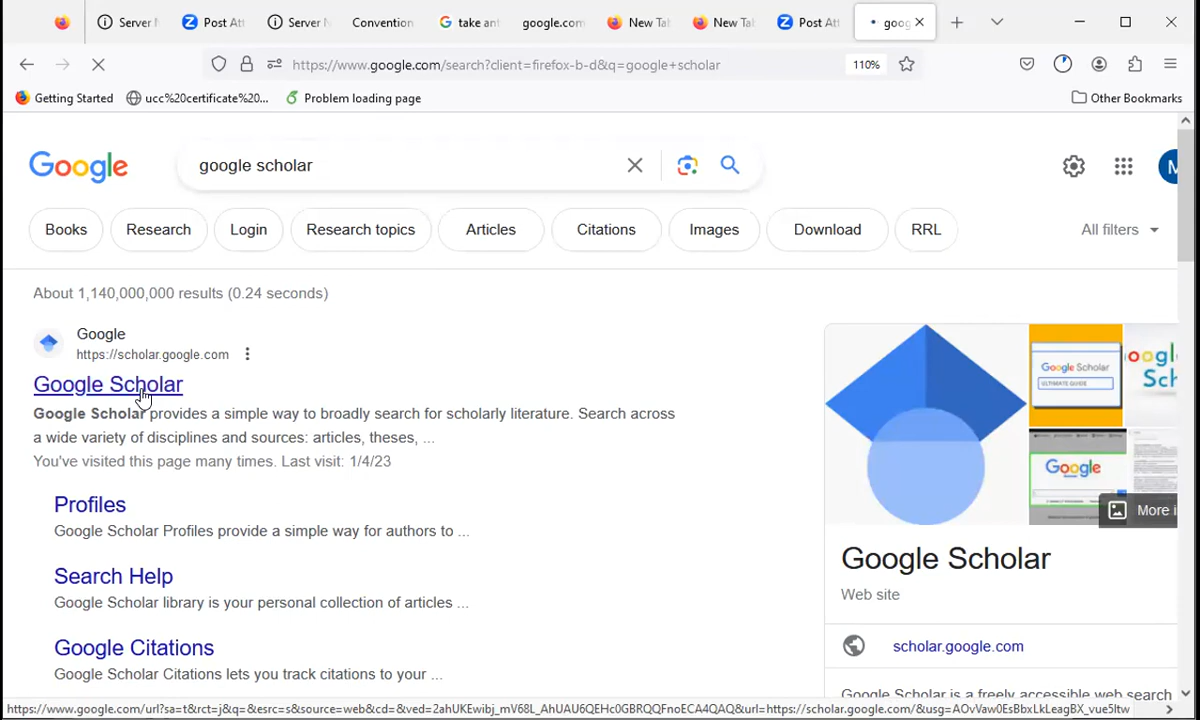 Server N
Post Att
Server N
Convention
take ant
google.com
New Tab
New Tab
Post Att
goog
https://www.google.com/search?client=firefox-b-d&q=google+scholar
110%
Getting Started
ucc%20certificate%20...
Problem loading page
Other Bookmarks
Google
google scholar
M
Books
Research
Login
Research topics
Articles
Citations
Images
Download
RRL
All filters
About 1,140,000,000 results (0.24 seconds)
Google
https://scholar.google.com
Google Scholar
Google Scholar provides a simple way to broadly search for scholarly literature. Search across
a wide variety of disciplines and sources: articles, theses, ...
You've visited this page many times. Last visit: 1/4/23
Profiles
Google Scholar Profiles provide a simple way for authors to ...
Search Help
Google Scholar library is your personal collection of articles ...
Google Citations
Google Scholar Citations lets you track citations to your ...
Google Scholar
ULTIMATE GUIDE
oogl
Sch
Google
More i
Google Scholar
Web site
scholar.google.com
Google Scholar is a freely accessible web search
https://www.google.com/url?sa=t&rct=j&q=&esrc=s&source=web&cd=&ved=2ahUKEwibj_mV68L_AhUAU6QEHc0GBRQQFnoECA4QAQ&url=https://scholar.google.com/&usg=AOvVaw0EsBbxLkLeagBX_vue5ltw